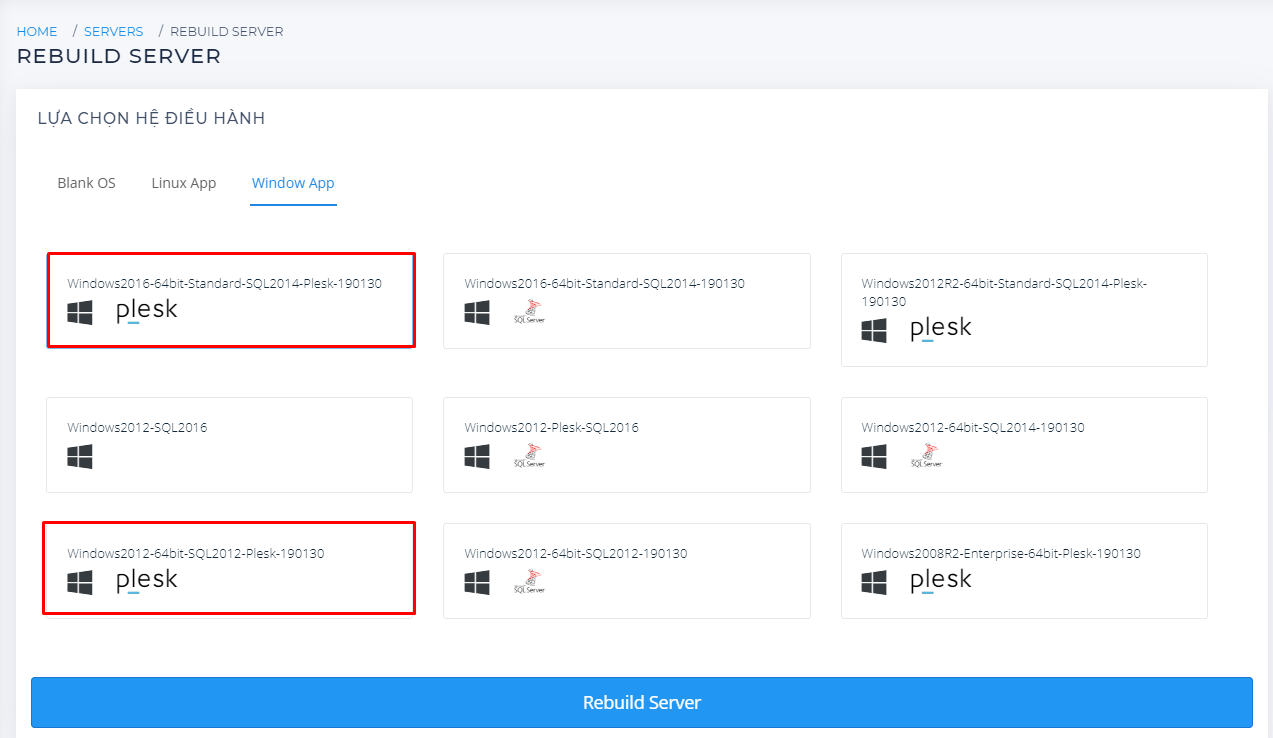 HOME / SERVERS / REBUILD SERVER
REBUILD SERVER
LỰA CHỌN HỆ ĐIỀU HÀNH
Blank OS Linux App Window App
Windows2016-64bit-Standard-SQL2014-Plesk-190130
plesk
Windows2016-64bit-Standard-SQL2014-190130
SQL Server
Windows2012R2-64bit-Standard-SQL2014-Plesk-
190130
plesk
Windows2012-SQL2016
Windows2012-Plesk-SQL2016
SQL Server
Windows2012-64bit-SQL2014-190130
SQL Server
Windows2012-64bit-SQL2012-Plesk-190130
plesk
Windows2012-64bit-SQL2012-190130
SQL Server
Windows2008R2-Enterprise-64bit-Plesk-190130
plesk
Rebuild Server